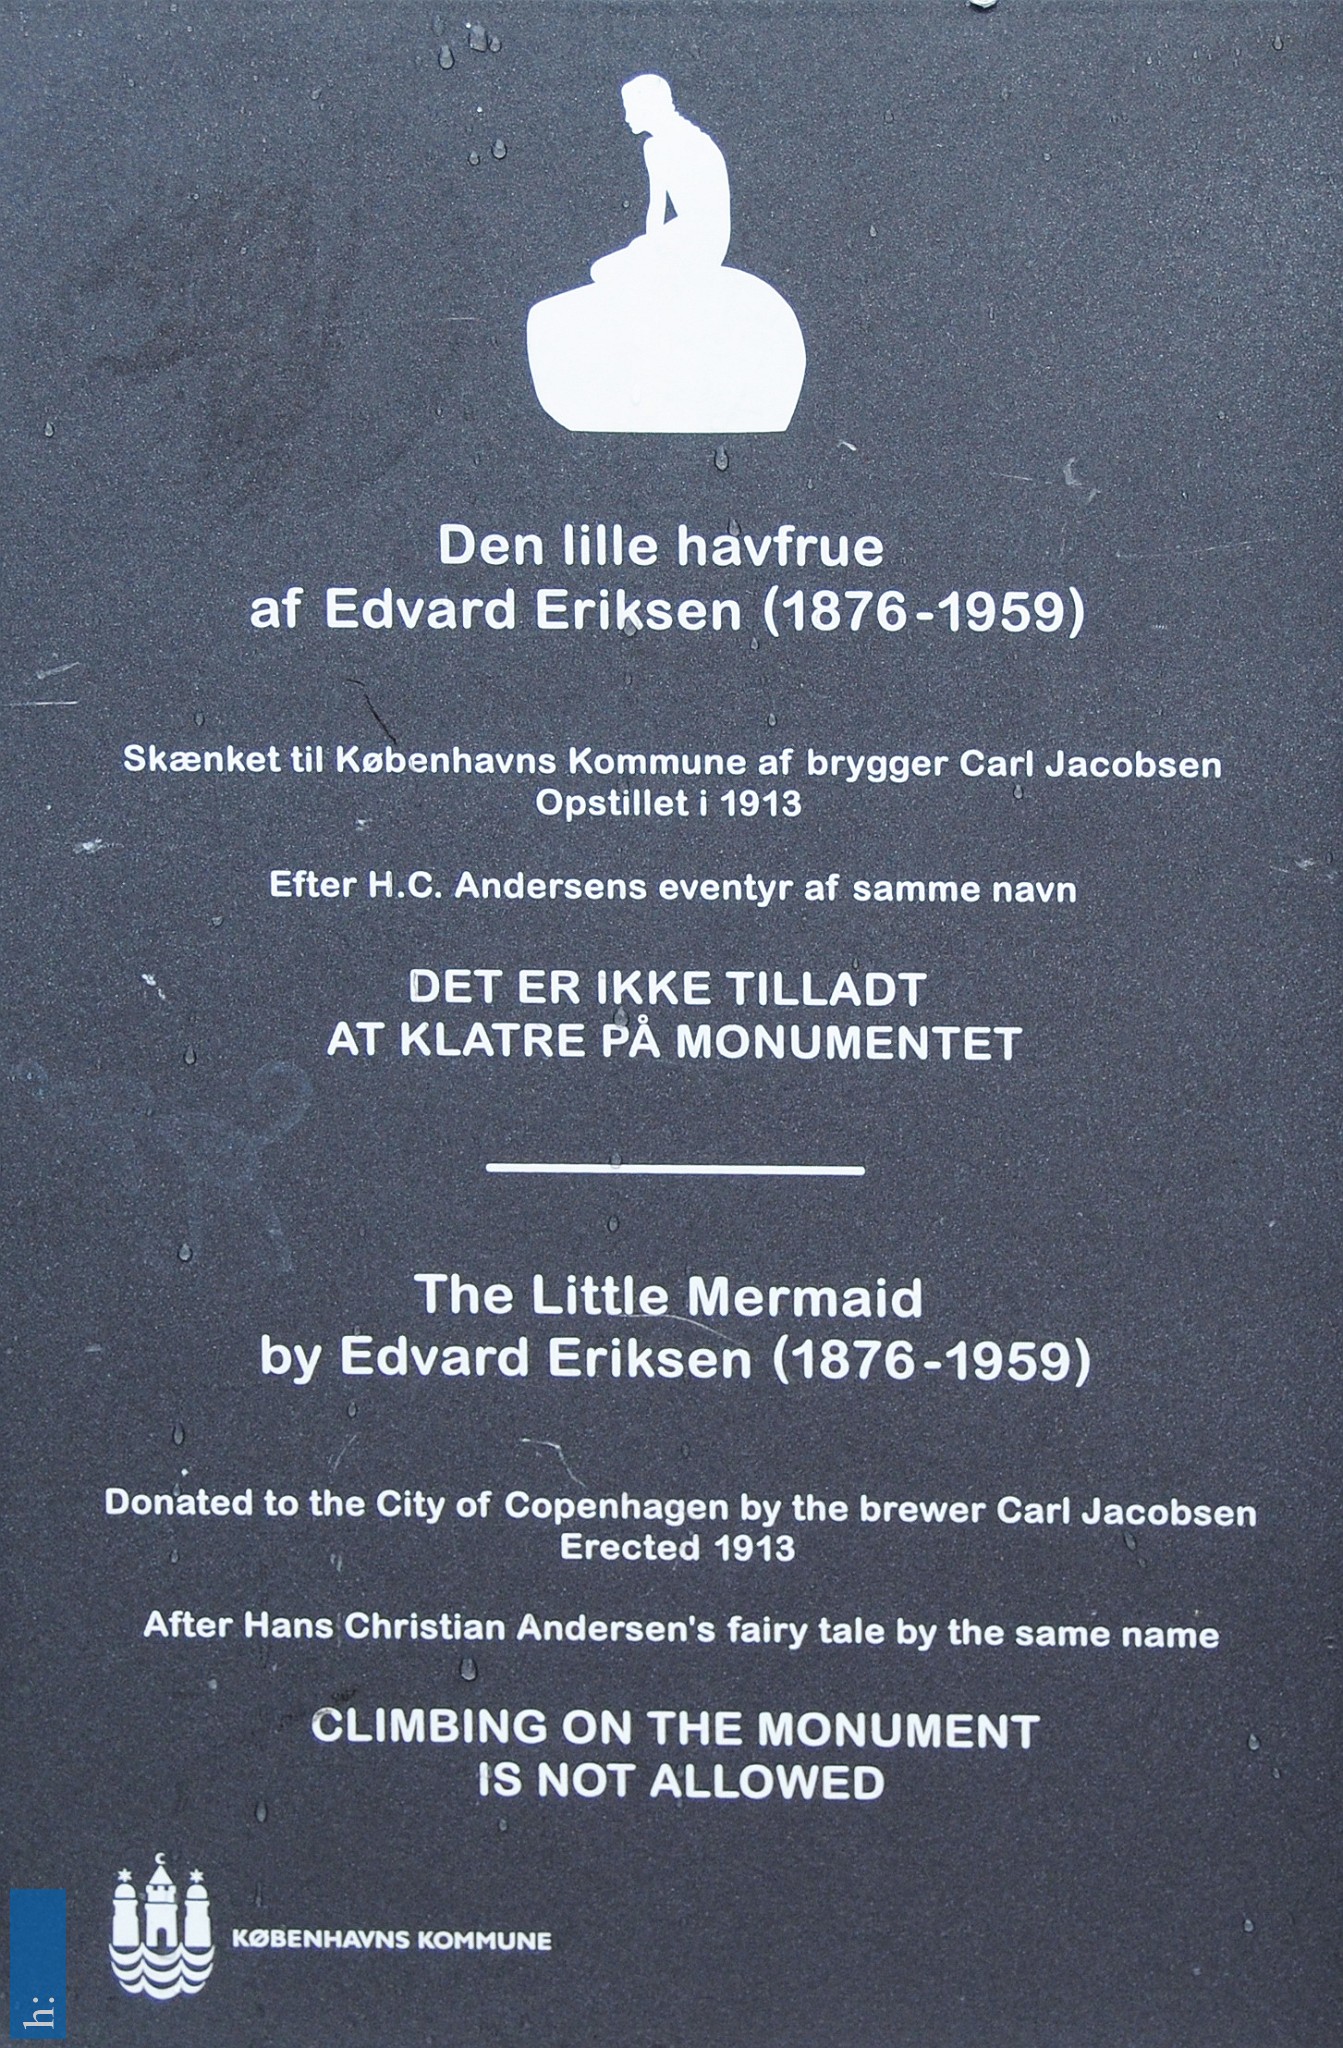 Den lille havfrue
af Edvard Eriksen (1876-1959)
Skænket til Københavns Kommune af brygger Carl Jacobsen
Opstillet i 1913
Efter H.C. Andersens eventyr af samme navn
DET ER IKKE TILLADT
AT KLATRE PÅ MONUMENTET
The Little Mermaid
by Edvard Eriksen (1876-1959)
Donated to the City of Copenhagen by the brewer Carl Jacobsen
Erected 1913
After Hans Christian Andersen's fairy tale by the same name
CLIMBING ON THE MONUMENT
IS NOT ALLOWED
KØBENHAVNS KOMMUNE
h: